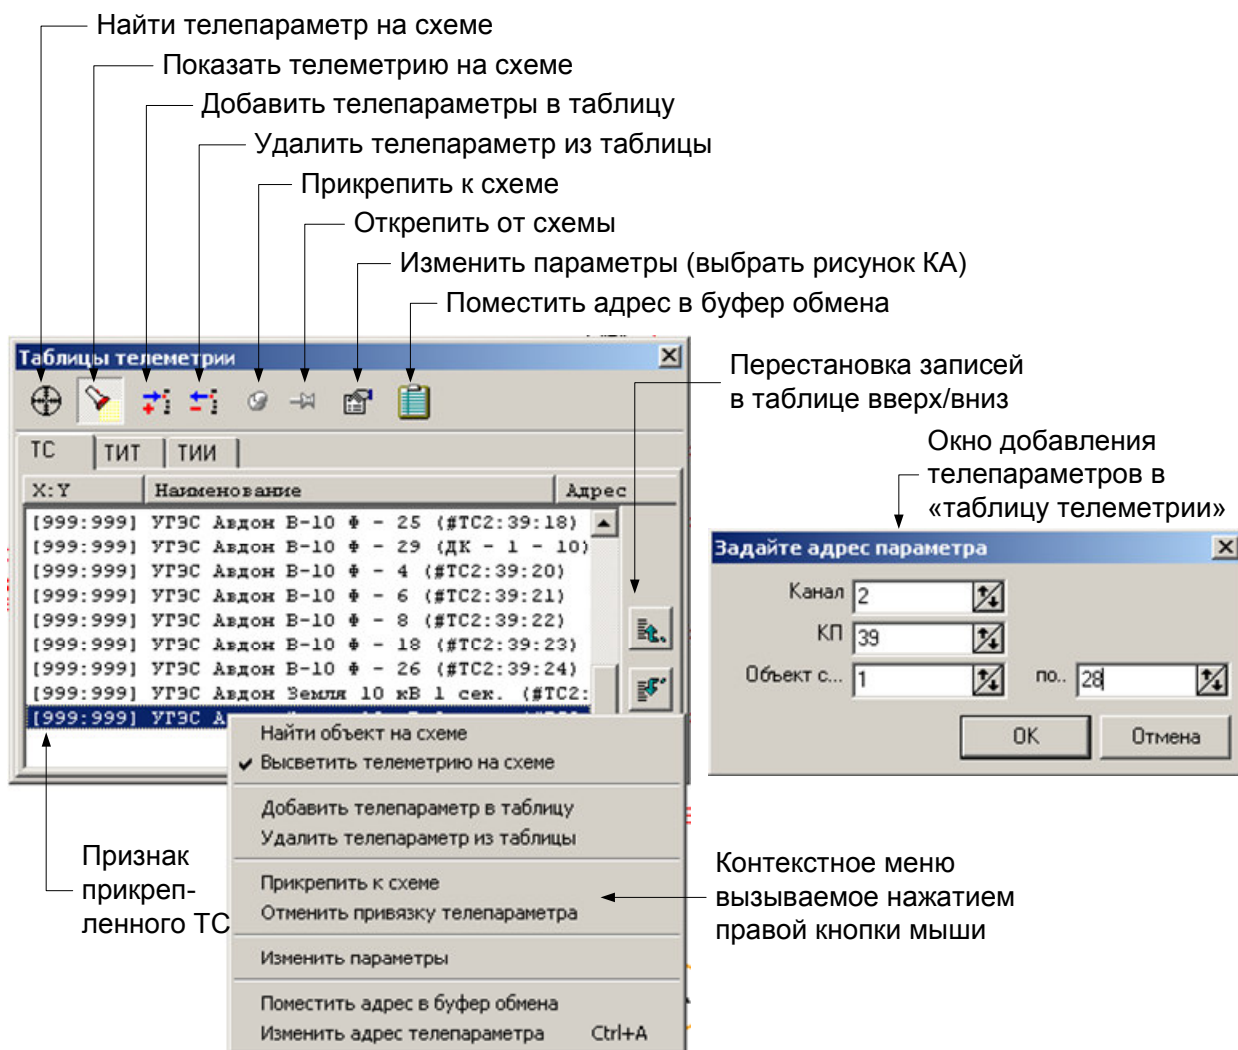 Найти телепараметр на схеме
Показать телеметрию на схеме
Добавить телепараметры в таблицу
Удалить телепараметр из таблицы
Прикрепить к схеме
Открепить от схемы
Изменить параметры (выбрать рисунок КА)
Поместить адрес в буфер обмена
Таблицы телеметрии
ТС ТИТ ТИИ
X:Y Наименование Адрес
[999:999] УГЭС Авдон В-10 Ф - 25 (#ТС2:39:18)
[999:999] УГЭС Авдон В-10 Ф - 29 (ДК - 1 - 10)
[999:999] УГЭС Авдон В-10 Ф - 4 (#ТС2:39:20)
[999:999] УГЭС Авдон В-10 Ф - 6 (#ТС2:39:21)
[999:999] УГЭС Авдон В-10 Ф - 8 (#ТС2:39:22)
[999:999] УГЭС Авдон В-10 Ф - 18 (#ТС2:39:23)
[999:999] УГЭС Авдон В-10 Ф - 26 (#ТС2:39:24)
[999:999] УГЭС Авдон Земля 10 кВ 1 сек. (#ТС2:
[999:999] УГЭС
Перестановка записей
в таблице вверх/вниз
Окно добавления
телепараметров в
«таблицу телеметрии»
Задайте адрес параметра
Канал 2
КП 39
Объект с... 1 по.. 28
OK Отмена
Найти объект на схеме
Высветить телеметрию на схеме
Добавить телепараметр в таблицу
Удалить телепараметр из таблицы
Прикрепить к схеме
Отменить привязку телепараметра
Изменить параметры
Поместить адрес в буфер обмена
Изменить адрес телепараметра Ctrl+A
Признак
прикреп-
ленного ТС
Контекстное меню
вызываемое нажатием
правой кнопки мыши